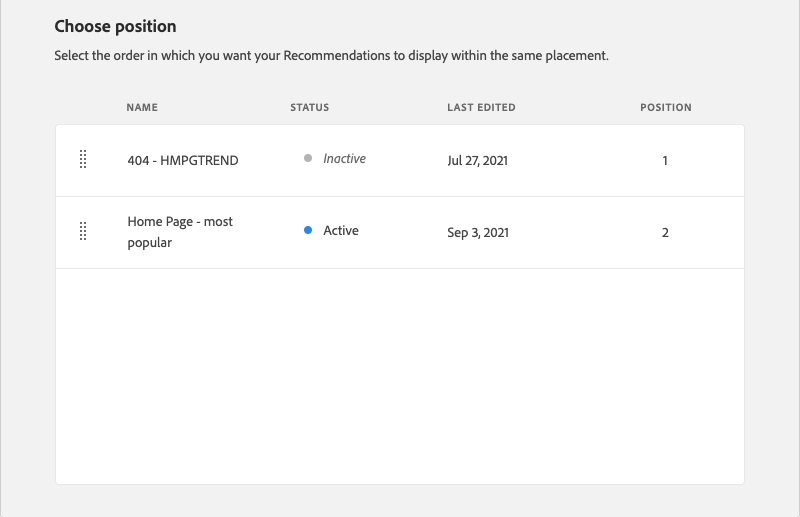 Choose position
Select the order in which you want your Recommendations to display within the same placement.
NAME STATUS LAST EDITED POSITION
404 - HMPGTREND Inactive Jul 27, 2021 1
Home Page - most
popular Active Sep 3, 2021 2